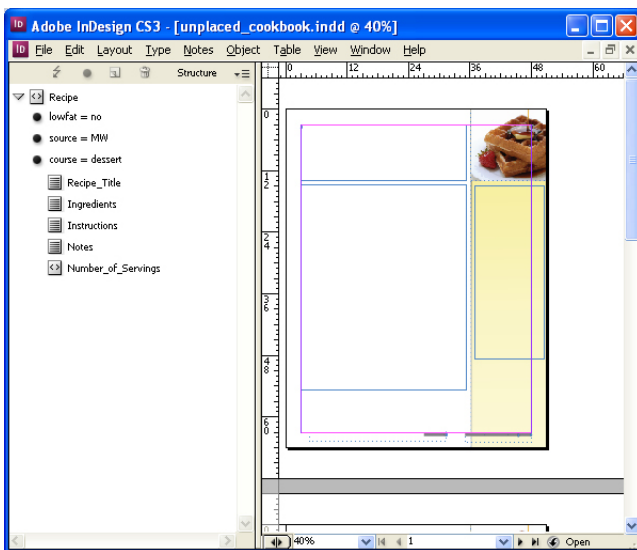 Adobe InDesign CS3 - [unplaced_cookbook.indd @ 40%]
File Edit Layout Type Notes Object Table View Window Help
Structure
0 12 24 36 48 60
Recipe
lowfat = no
source = MW
course = dessert
Recipe_Title
Ingredients
Instructions
Notes
Number_of_Servings
0
1 2
2 4
3 6
4 8
6 0
40% 1 Open